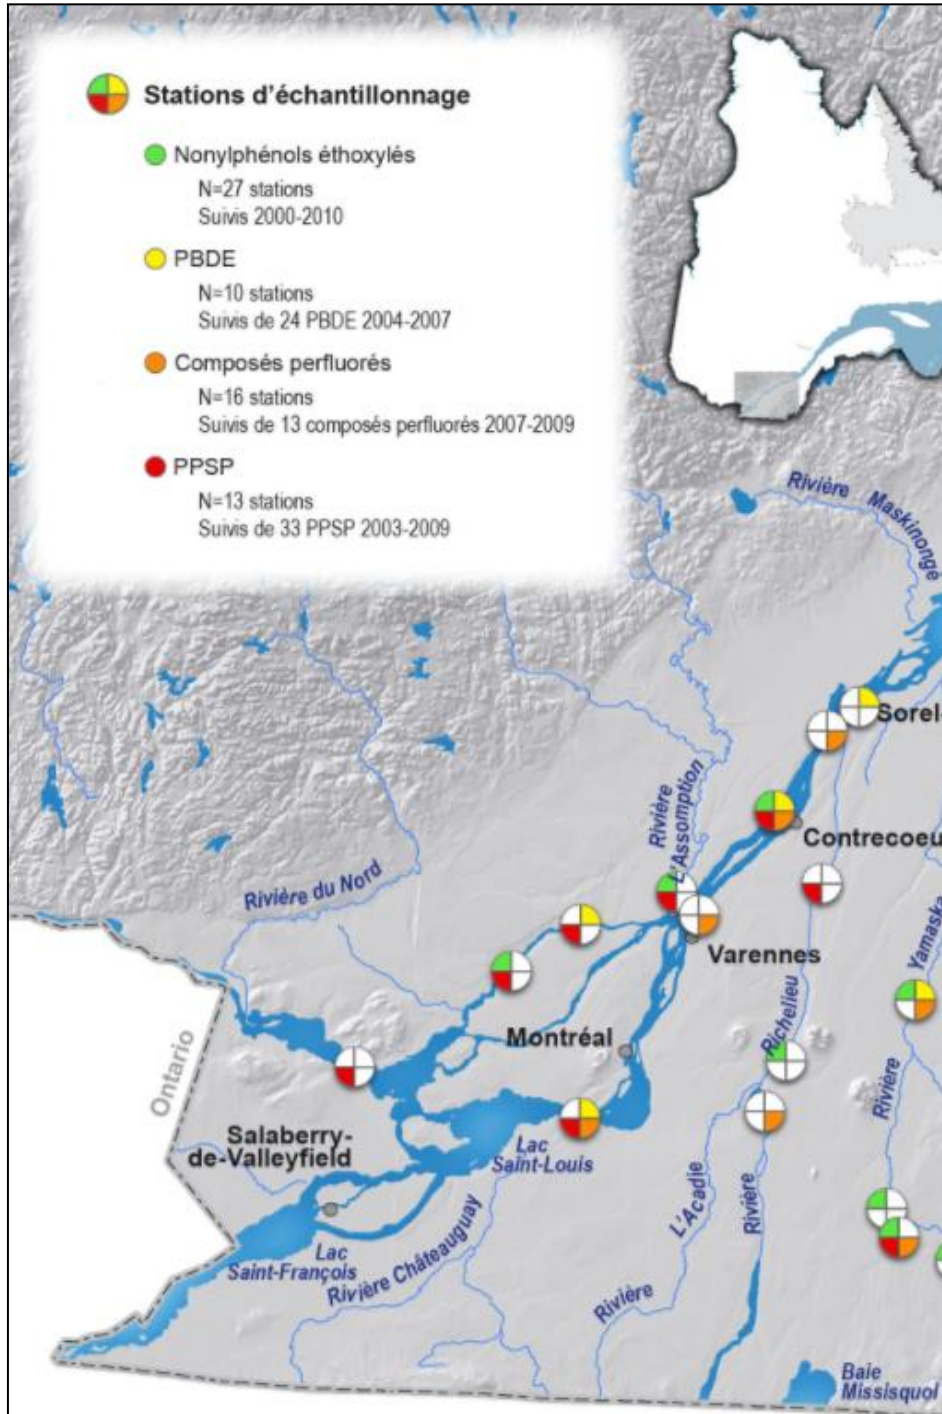 Stations d'échantillonnage
Nonylphénols éthoxylés
N=27 stations
Suivis 2000-2010
PBDE
N=10 stations
Suivis de 24 PBDE 2004-2007
Composés perfluorés
N=16 stations
Suivis de 13 composés perfluorés 2007-2009
PPSP
N=13 stations
Suivis de 33 PPSP 2003-2009
Rivière Maskinongé
Sorel
Rivière
L'Assomption
Contrecoeu
Rivière du Nord
Varennes
Yamaska
Rivière
Richelieu
Rivière
Montréal
Ontario
Salaberry-
de-Valleyfield
Lac
Saint-Louis
L'Acadie
Rivière
Lac
Saint-François
Rivière Châteauguay
Baie
Missisquoi